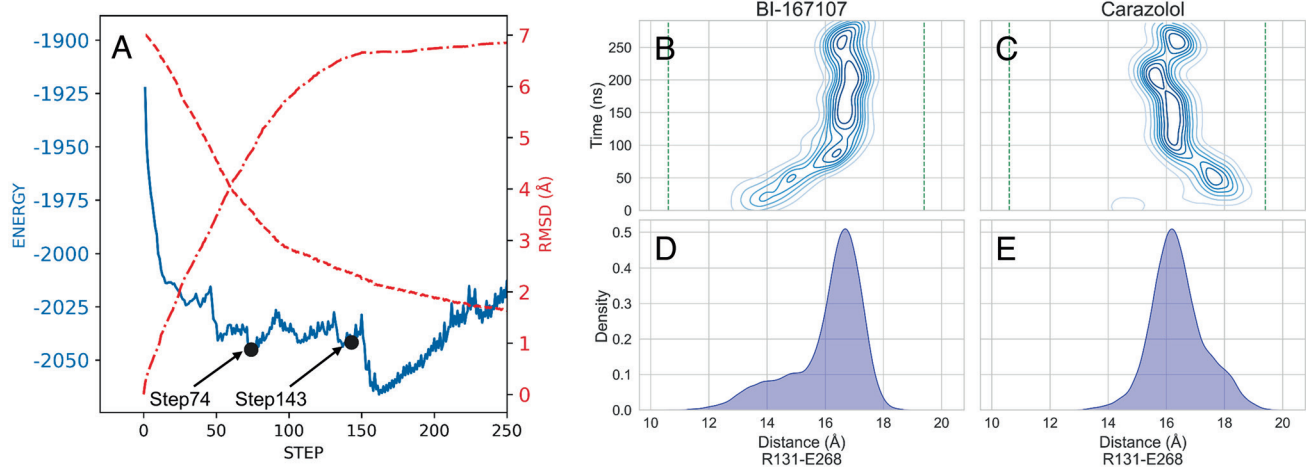 A
-1900
-1925
-1950
-1975
-2000
-2025
-2050
ENERGY
7
6
5
4
3
2
1
0
RMSD (Å)
Step74
Step143
0 50 100 150 200 250
STEP
BI-167107
Carazolol
B
C
250
200
150
100
50
0
Time (ns)
D
E
0.5
0.4
0.3
0.2
0.1
0.0
Density
10 12 14 16 18 20
Distance (Å)
R131-E268
10 12 14 16 18 20
Distance (Å)
R131-E268